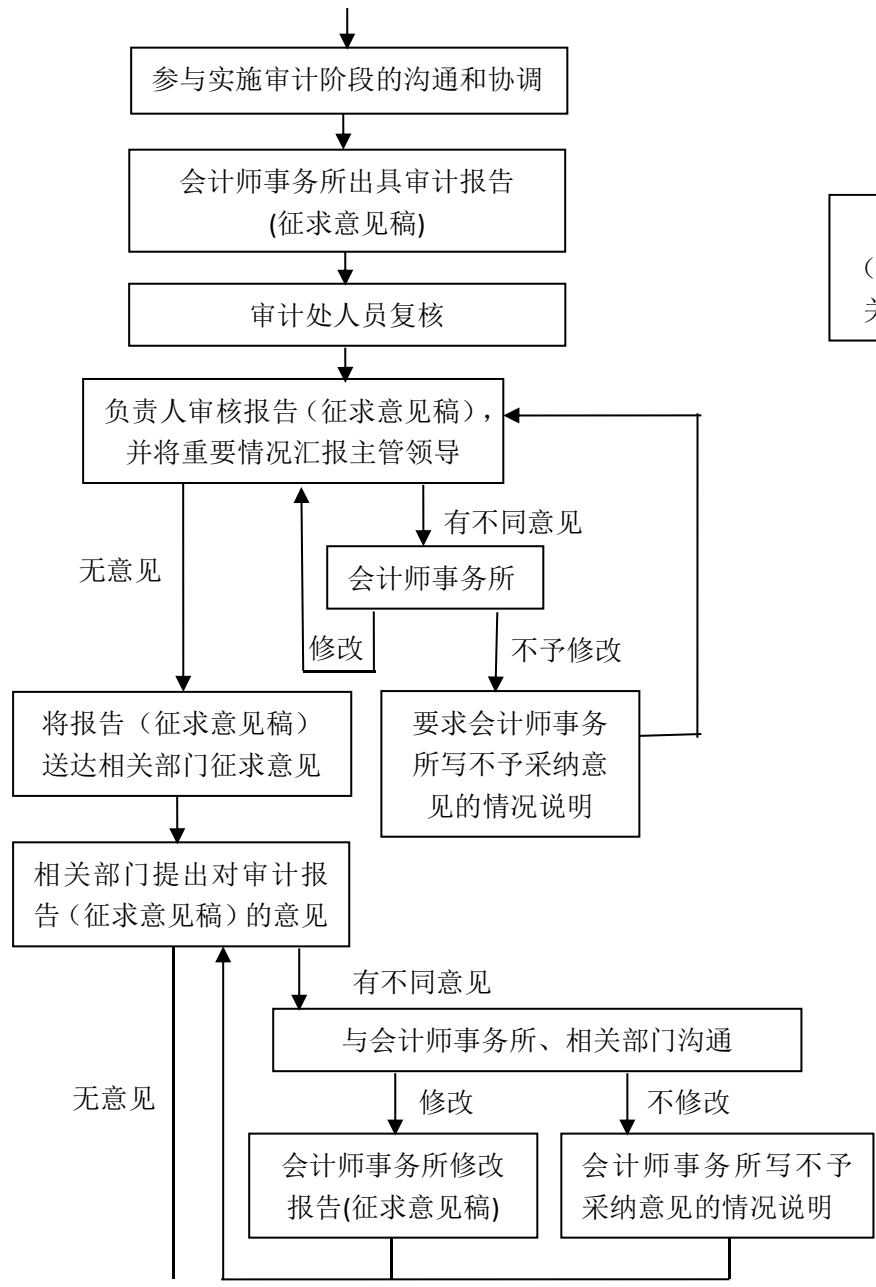 参与实施审计阶段的沟通和协调
会计师事务所出具审计报告
(征求意见稿)
审计处人员复核
（
关
负责人审核报告（征求意见稿），
并将重要情况汇报主管领导
有不同意见
无意见
会计师事务所
修改
不予修改
将报告（征求意见稿）
送达相关部门征求意见
要求会计师事务
所写不予采纳意
见的情况说明
相关部门提出对审计报
告（征求意见稿）的意见
有不同意见
与会计师事务所、相关部门沟通
无意见
修改
不修改
会计师事务所修改
报告(征求意见稿)
会计师事务所写不予
采纳意见的情况说明